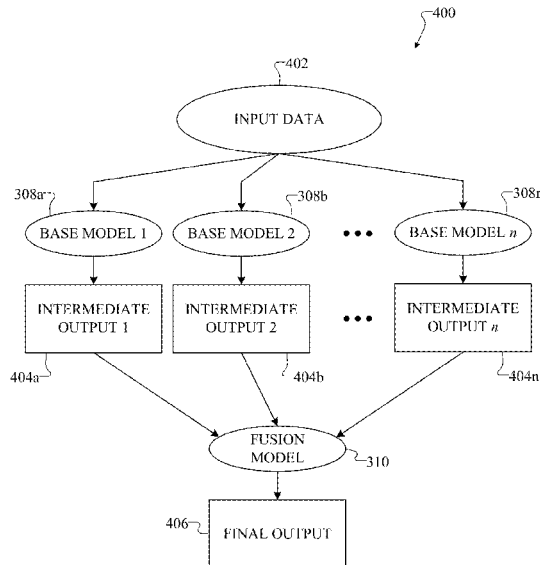 400
402
INPUT DATA
308a
308b
308n
BASE MODEL 1
BASE MODEL 2
BASE MODEL n
INTERMEDIATE
OUTPUT 1
INTERMEDIATE
OUTPUT 2
INTERMEDIATE
OUTPUT n
404a
404b
404n
FUSION
MODEL
310
406
FINAL OUTPUT